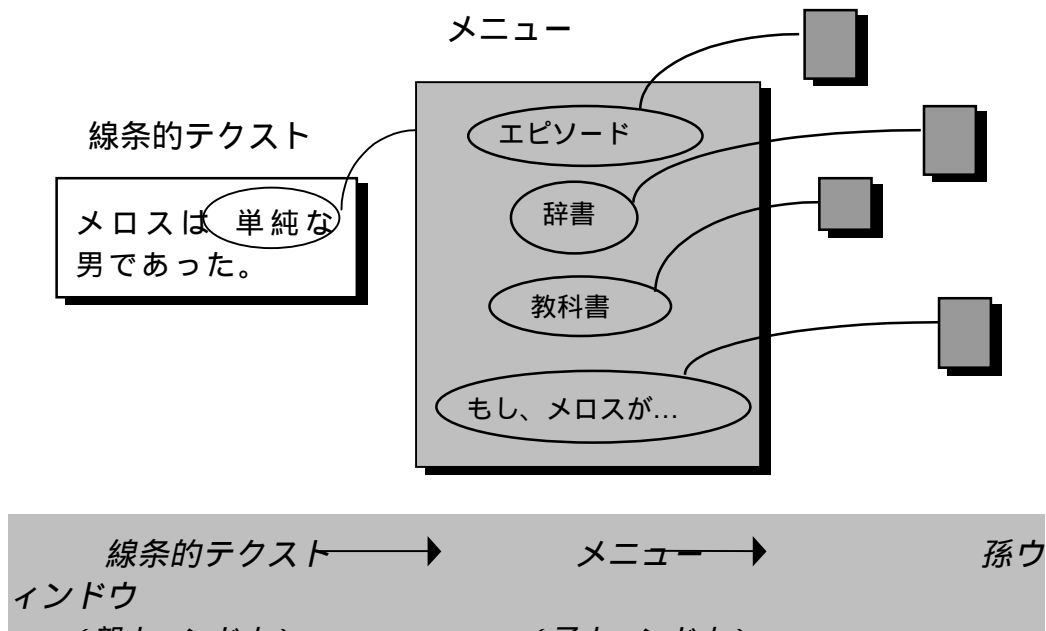 メニュー
線条的テクスト
メロスは 単純な
男であった。
エピソード
辞書
教科書
もし、メロスが…
線条的テクスト メニュー 孫ウ
ィンドウ